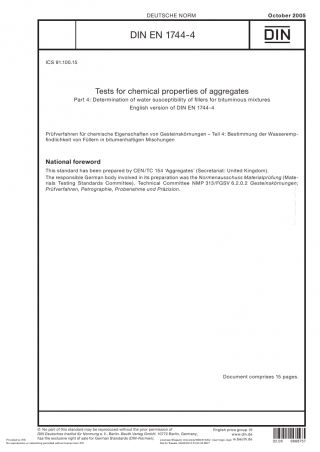 DEUTSCHE NORM
October 2005
DIN EN 1744-4
DIN
ICS 91.100.15
Tests for chemical properties of aggregates
Part 4: Determination of water susceptibility of fillers for bituminous mixtures
English version of DIN EN 1744-4
Prüfverfahren für chemische Eigenschaften von Gesteinskörnungen – Teil 4: Bestimmung der Wasseremp-
findlichkeit von Füllern in bitumenhaltigen Mischungen
National foreword
This standard has been prepared by CEN/TC 154 'Aggregates' (Secretariat: United Kingdom).
The responsible German body involved in its preparation was the Normenausschuss Materialprüfung (Mate-
rials Testing Standards Committee), Technical Committee NMP 313/FGSV 6.2.0.2 Gesteinskörnungen;
Prüfverfahren, Petrographie, Probenahme und Präzision.
Document comprises 15 pages.
© No part of this standard may be reproduced without the prior permission of
DIN Deutsches Institut für Normung e. V., Berlin. Beuth Verlag GmbH, 10772 Berlin, Germany,
has the exclusive right of sale for German Standards (DIN-Normen).
English price group 10
www.din.de
www.beuth.de